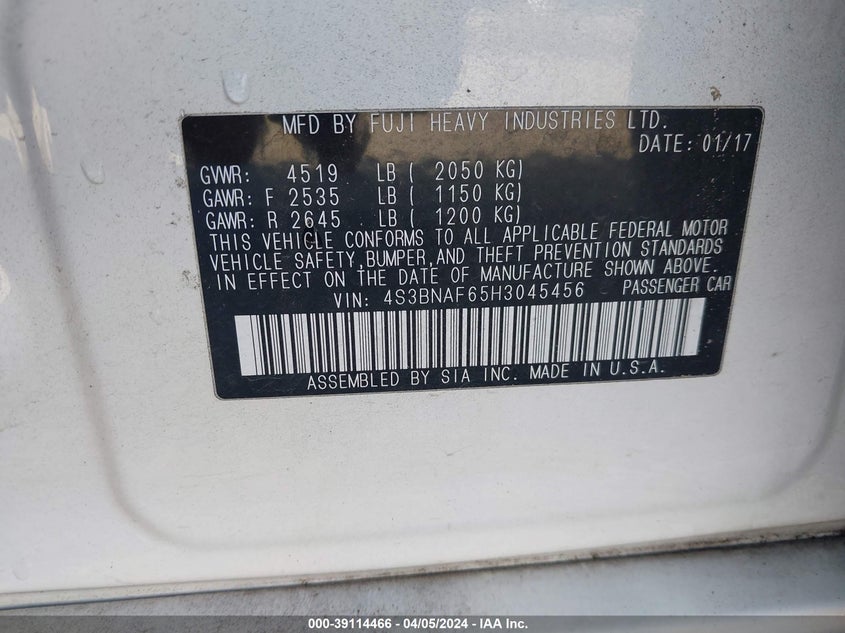 MFD BY FUJI HEAVY INDUSTRIES LTD.
DATE: 01/17
GVWR: 4519 LB ( 2050 KG)
GAWR: F 2535 LB ( 1150 KG)
GAWR: R 2645 LB ( 1200 KG)
THIS VEHICLE CONFORMS TO ALL APPLICABLE FEDERAL MOTOR
VEHICLE SAFETY,BUMPER,AND THEFT PREVENTION STANDARDS
IN EFFECT ON THE DATE OF MANUFACTURE SHOWN ABOVE.
VIN: 4S3BNAF65H3045456 PASSENGER CAR
ASSEMBLED BY SIA INC. MADE IN U.S.A.
000-39114466 - 04/05/2024 - IAA Inc.